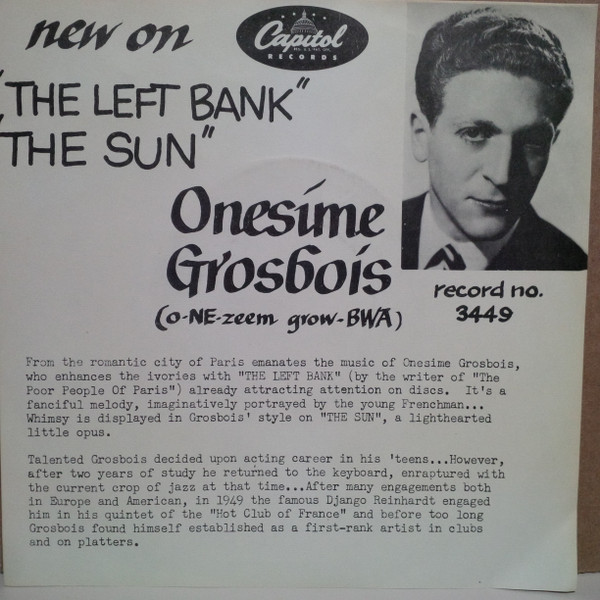 new on
Capitol
RECORDS
"THE LEFT BANK"
"THE SUN"
Onesime
Grosbois
(o-NE-zeem grow-BWA)
record no.
3449
From the romantic city of Paris emanates the music of Onesime Grosbois,
who enhances the ivories with "THE LEFT BANK" (by the writer of "The
Poor People Of Paris") already attracting attention on discs. It's a
fanciful melody, imaginatively portrayed by the young Frenchman...
Whimsy is displayed in Grosbois' style on "THE SUN", a lighthearted
little opus.
Talented Grosbois decided upon acting career in his 'teens...However,
after two years of study he returned to the keyboard, enraptured with
the current crop of jazz at that time...After many engagements both
in Europe and American, in 1949 the famous Django Reinhardt engaged
him in his quintet of the "Hot Club of France" and before too long
Grosbois found himself established as a first-rank artist in clubs
and on platters.